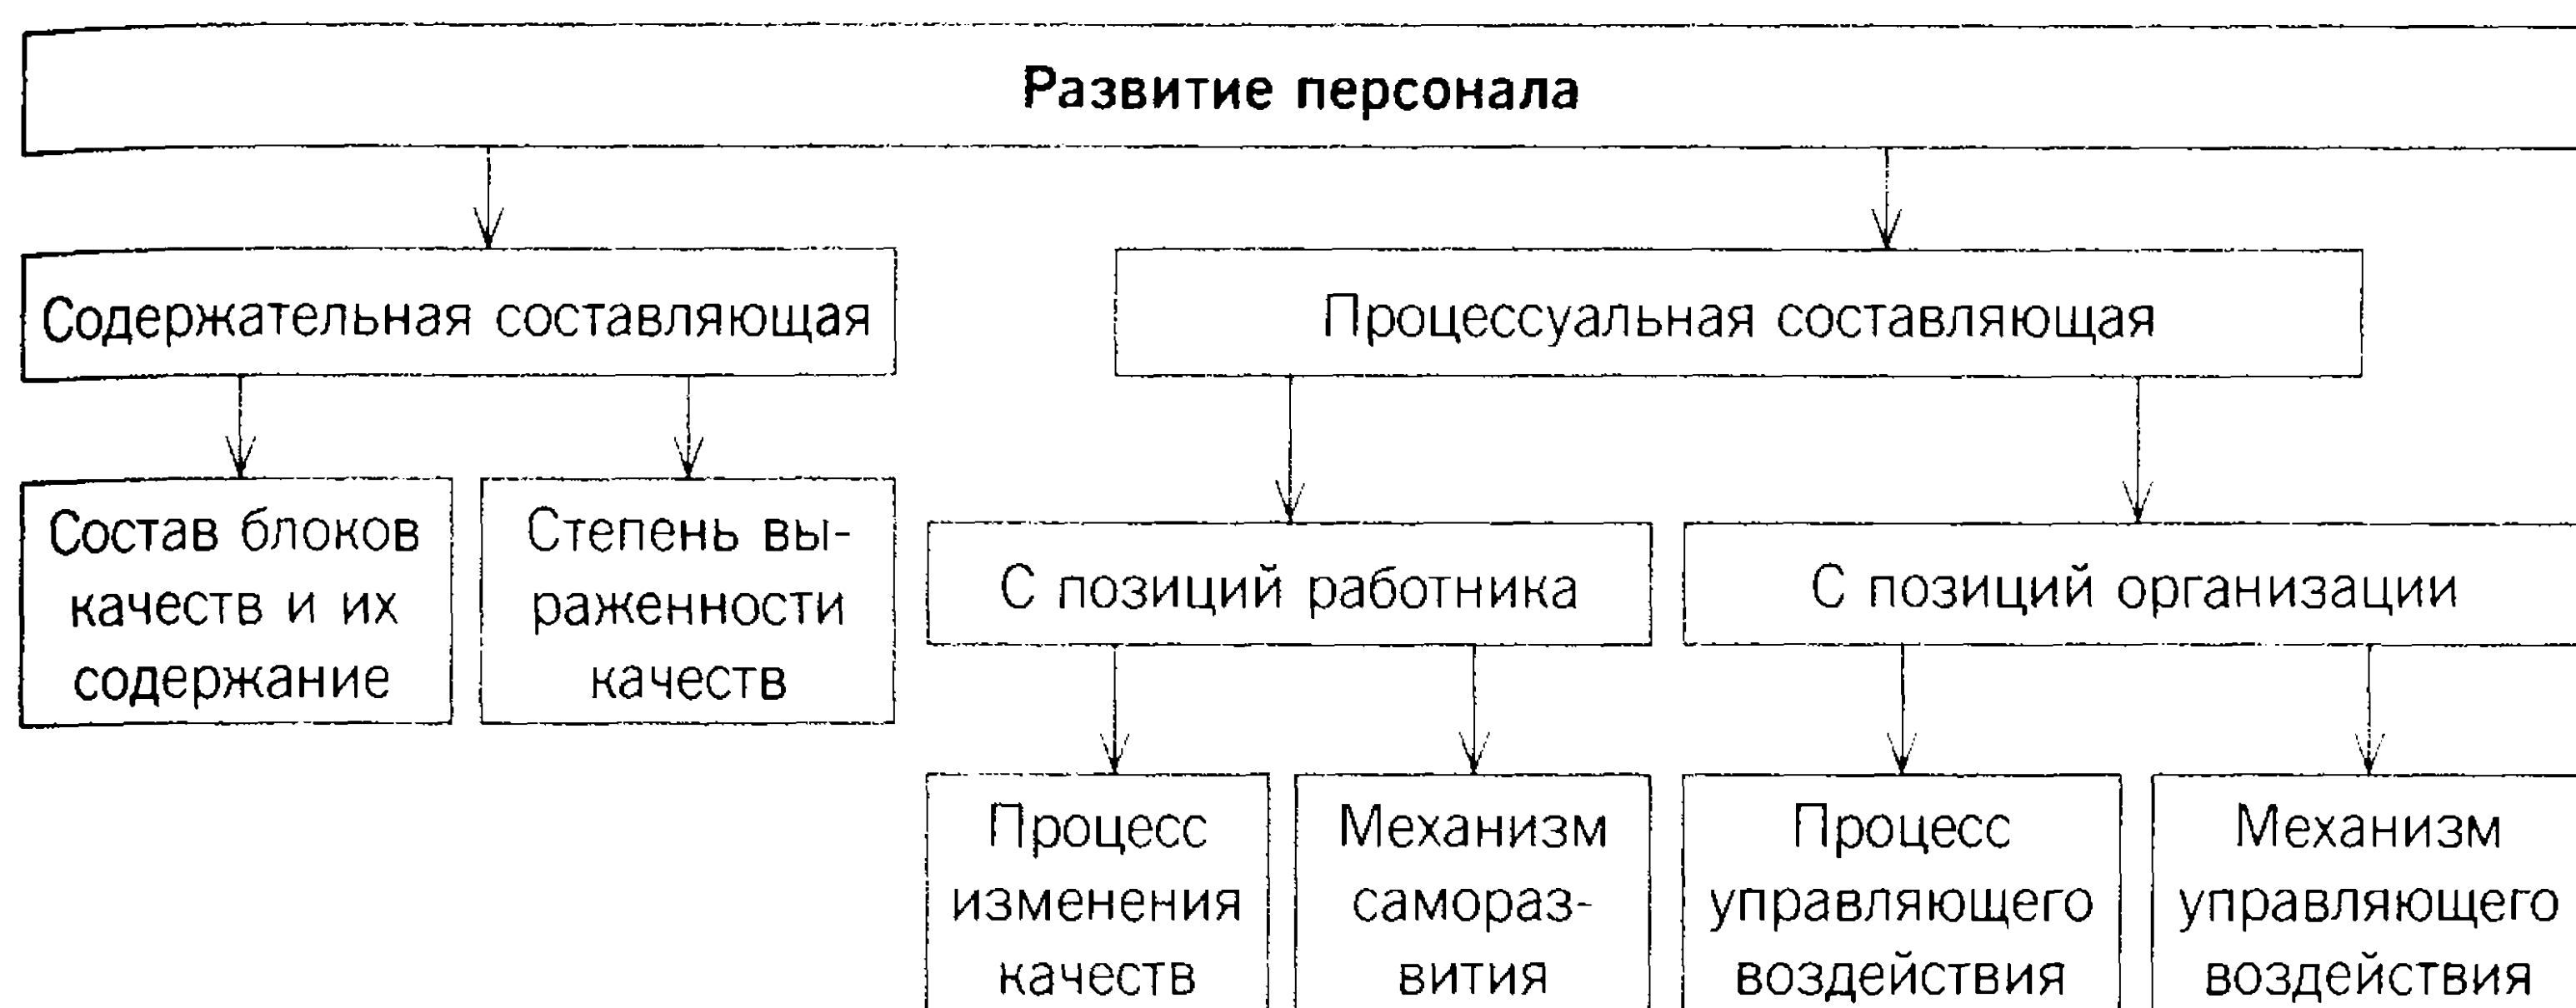 Развитие персонала
Содержательная составляющая
Процессуальная составляющая
Состав блоков
качеств и их
содержание
Степень вы-
раженности
качеств
С позиций работника
С позиций организации
Процесс
изменения
качеств
Механизм
самораз-
вития
Процесс
управляющего
воздействия
Механизм
управляющего
воздействия